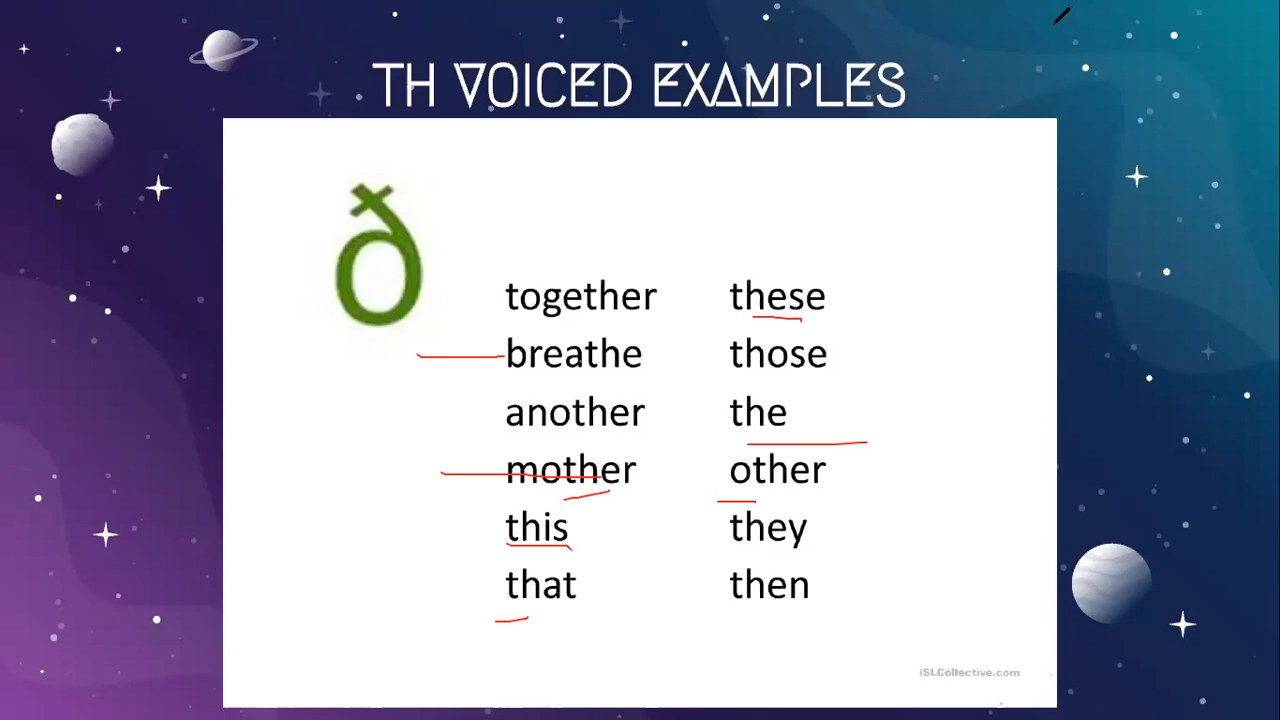 TH VOICED EXAMPLES
ð
together
breathe
another
mother
this
that
these
those
the
other
they
then
iSLCollective.com